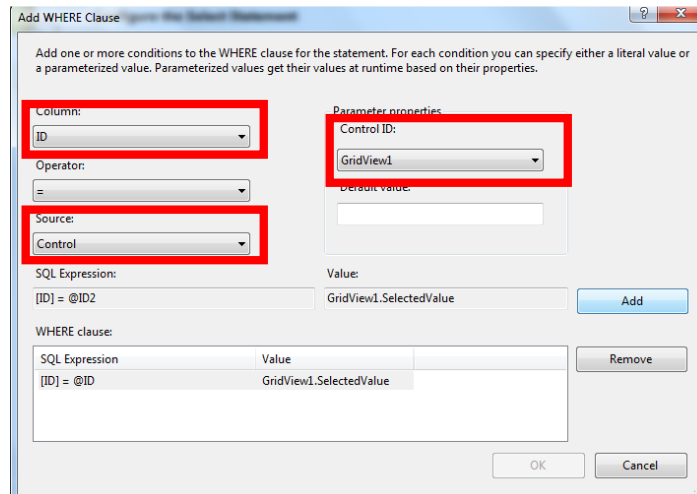 Add WHERE Clause
Add one or more conditions to the WHERE clause for the statement. For each condition you can specify either a literal value or
a parameterized value. Parameterized values get their values at runtime based on their properties.
Column:
ID
Operator:
=
Source:
Control
Parameter properties
Control ID:
GridView1
Default value:
SQL Expression:
[ID] = @ID2
Value:
GridView1.SelectedValue
Add
WHERE clause:
SQL Expression Value
[ID] = @ID GridView1.SelectedValue
Remove
OK
Cancel